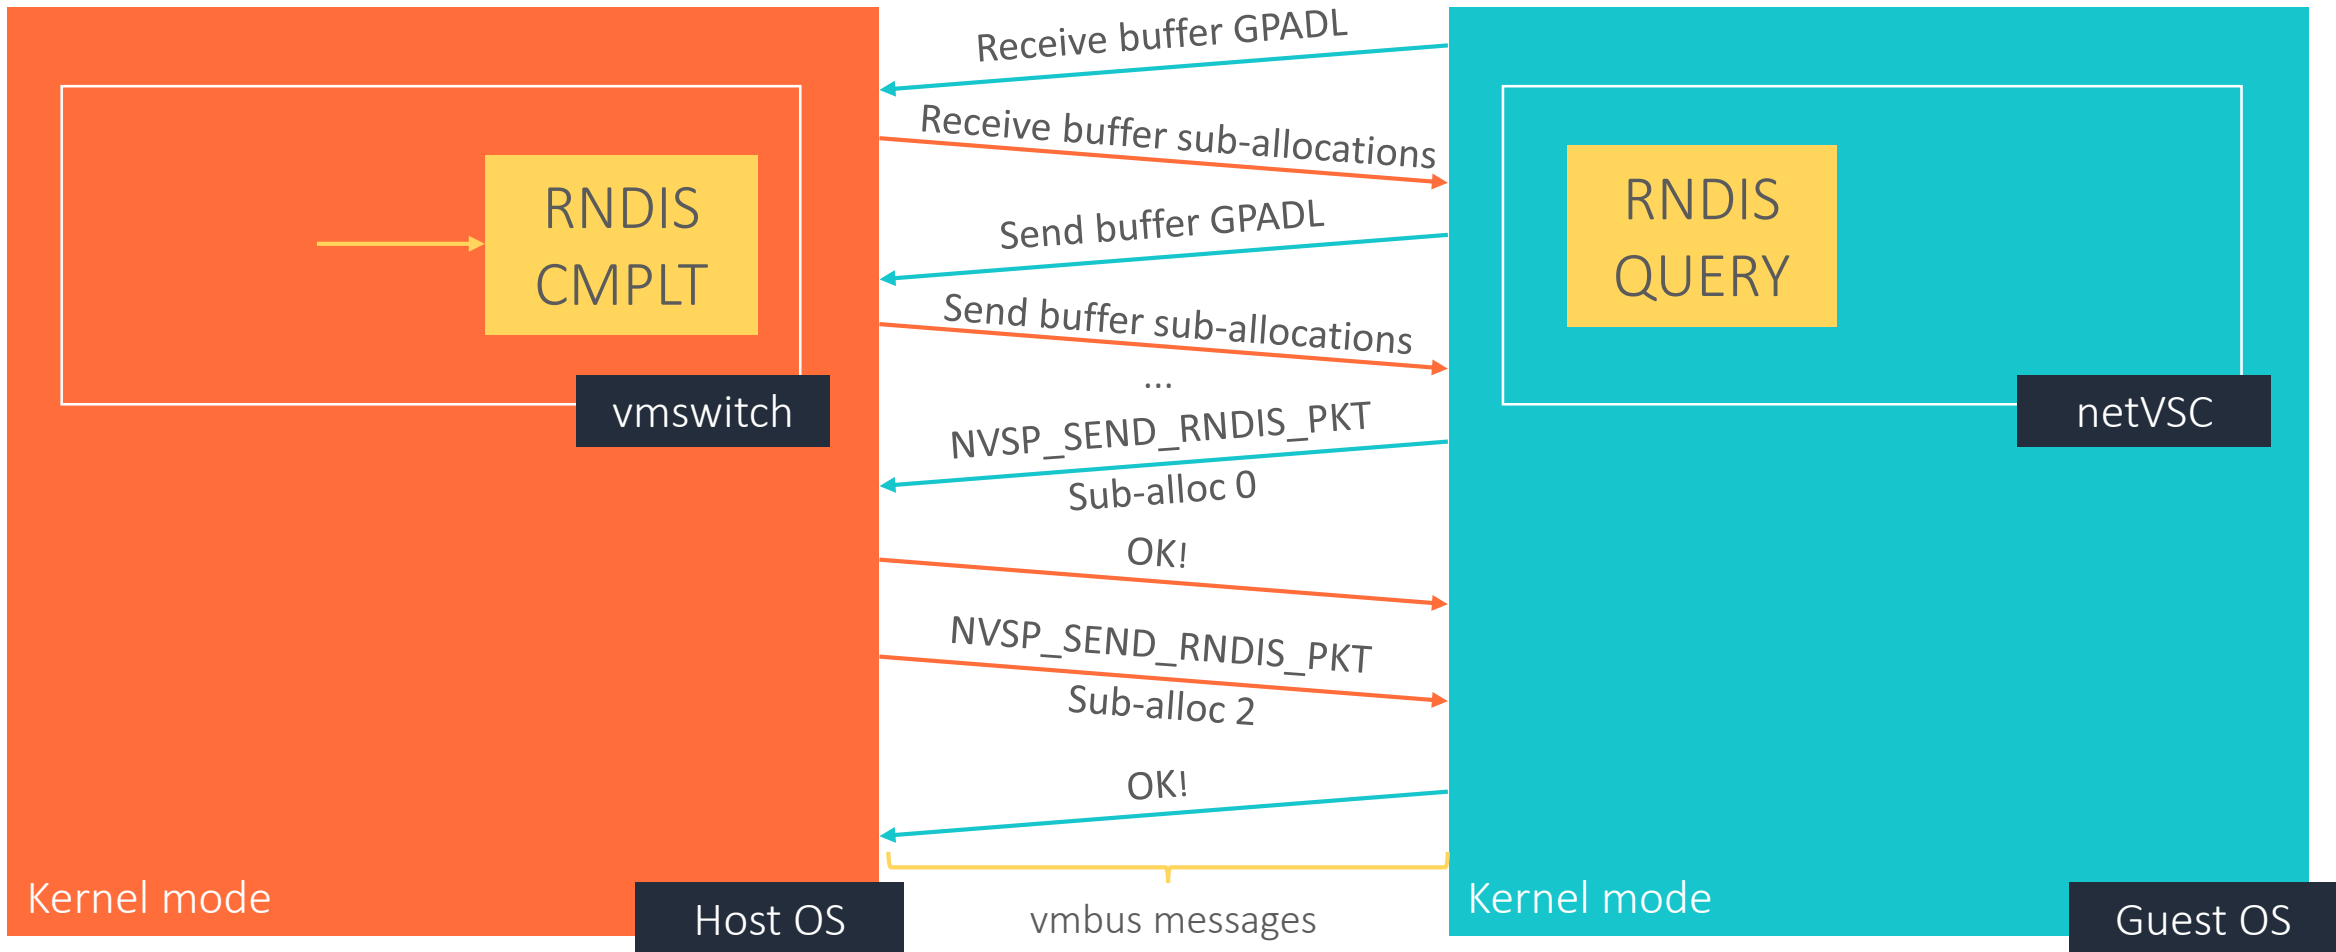 Receive buffer GPADL
Receive buffer sub-allocations
RNDIS
CMPLT
RNDIS
QUERY
Send buffer GPADL
Send buffer sub-allocations
...
vmswitch
netVSC
NVSP_SEND_RNDIS_PKT
Sub-alloc 0
OK!
NVSP_SEND_RNDIS_PKT
Sub-alloc 2
OK!
Kernel mode
Host OS
vmbus messages
Kernel mode
Guest OS